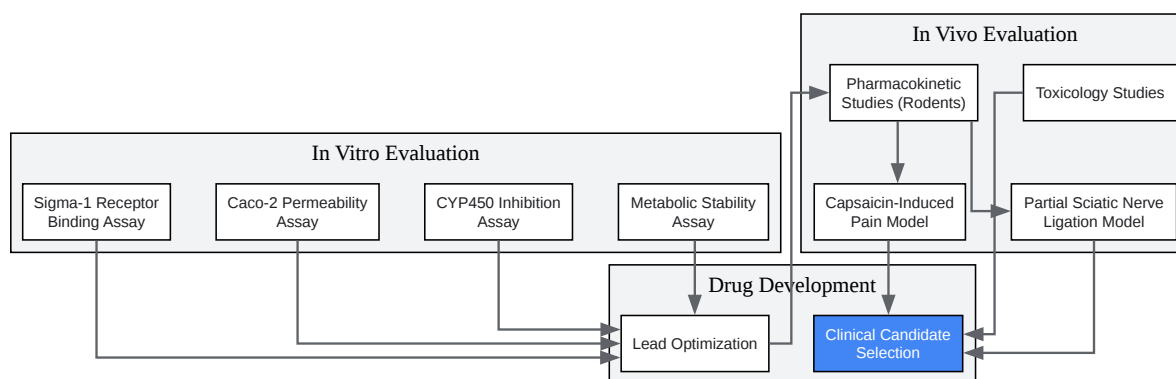 In Vivo Evaluation
Pharmacokinetic
Studies (Rodents)
Toxicology Studies
In Vitro Evaluation
Sigma-1 Receptor
Binding Assay
Caco-2 Permeability
Assay
CYP450 Inhibition
Assay
Metabolic Stability
Assay
Capsaicin-Induced
Pain Model
Partial Sciatic Nerve
Ligation Model
Drug Development
Lead Optimization
Clinical Candidate
Selection